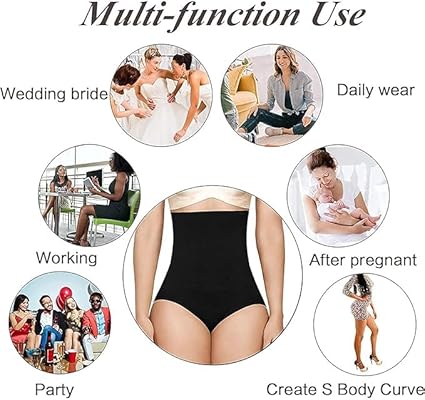 Multi-function Use
Wedding bride
Daily wear
Working
After pregnant
Party
Create S Body Curve